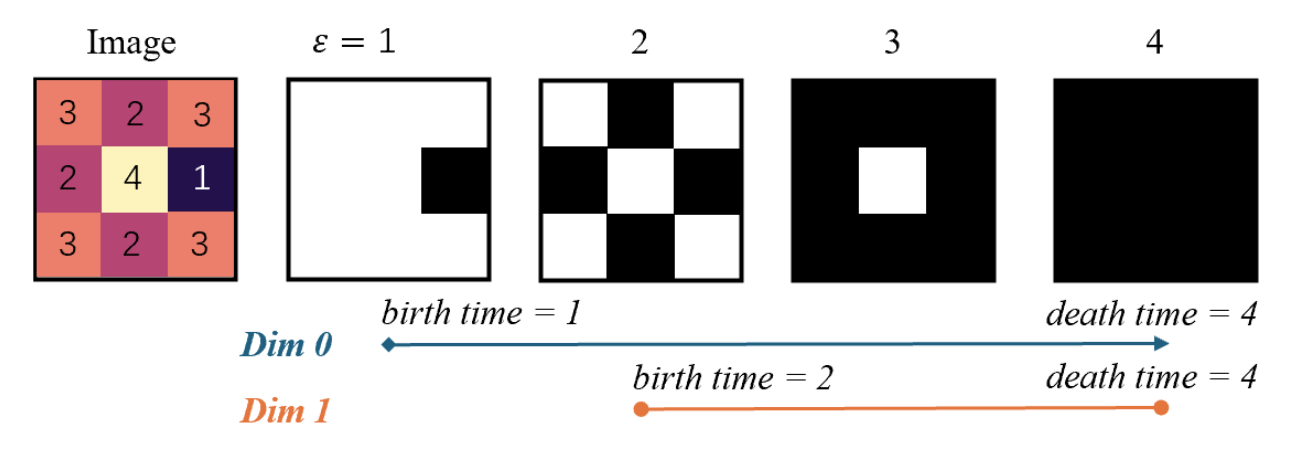 Image ε = 1 2 3 4
3 2 3
2 4 1
3 2 3
birth time = 1 death time = 4
Dim 0
birth time = 2 death time = 4
Dim 1